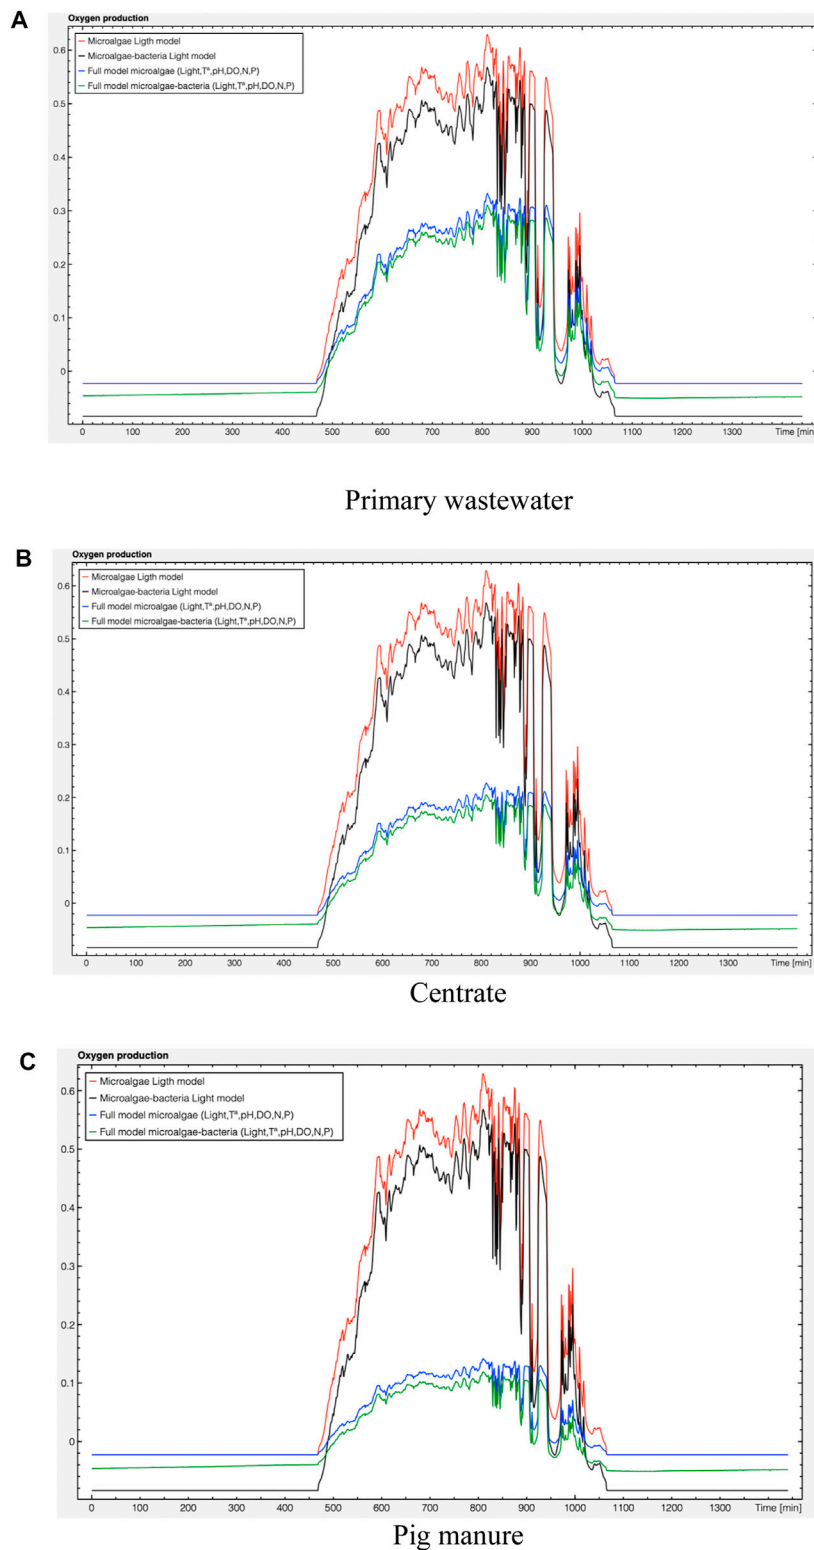 A
Oxygen production
Microalgae Ligth model
Microalgae-bacteria Light model
Full model microalgae (Light,Tª,pH,DO,N,P)
Full model microalgae-bacteria (Light,Tª,pH,DO,N,P)
0.6
0.5
0.4
0.3
0.2
0.1
0
0 100 200 300 400 500 600 700 800 900 1000 1100 1200 1300 Time [min]
Primary wastewater
B
Oxygen production
Microalgae Ligth model
Microalgae-bacteria Light model
Full model microalgae (Light,Tª,pH,DO,N,P)
Full model microalgae-bacteria (Light,Tª,pH,DO,N,P)
0.6
0.5
0.4
0.3
0.2
0.1
0
0 100 200 300 400 500 600 700 800 900 1000 1100 1200 1300 Time [min]
Centrate
C
Oxygen production
Microalgae Ligth model
Microalgae-bacteria Light model
Full model microalgae (Light,Tª,pH,DO,N,P)
Full model microalgae-bacteria (Light,Tª,pH,DO,N,P)
0.6
0.5
0.4
0.3
0.2
0.1
0
0 100 200 300 400 500 600 700 800 900 1000 1100 1200 1300 Time [min]
Pig manure